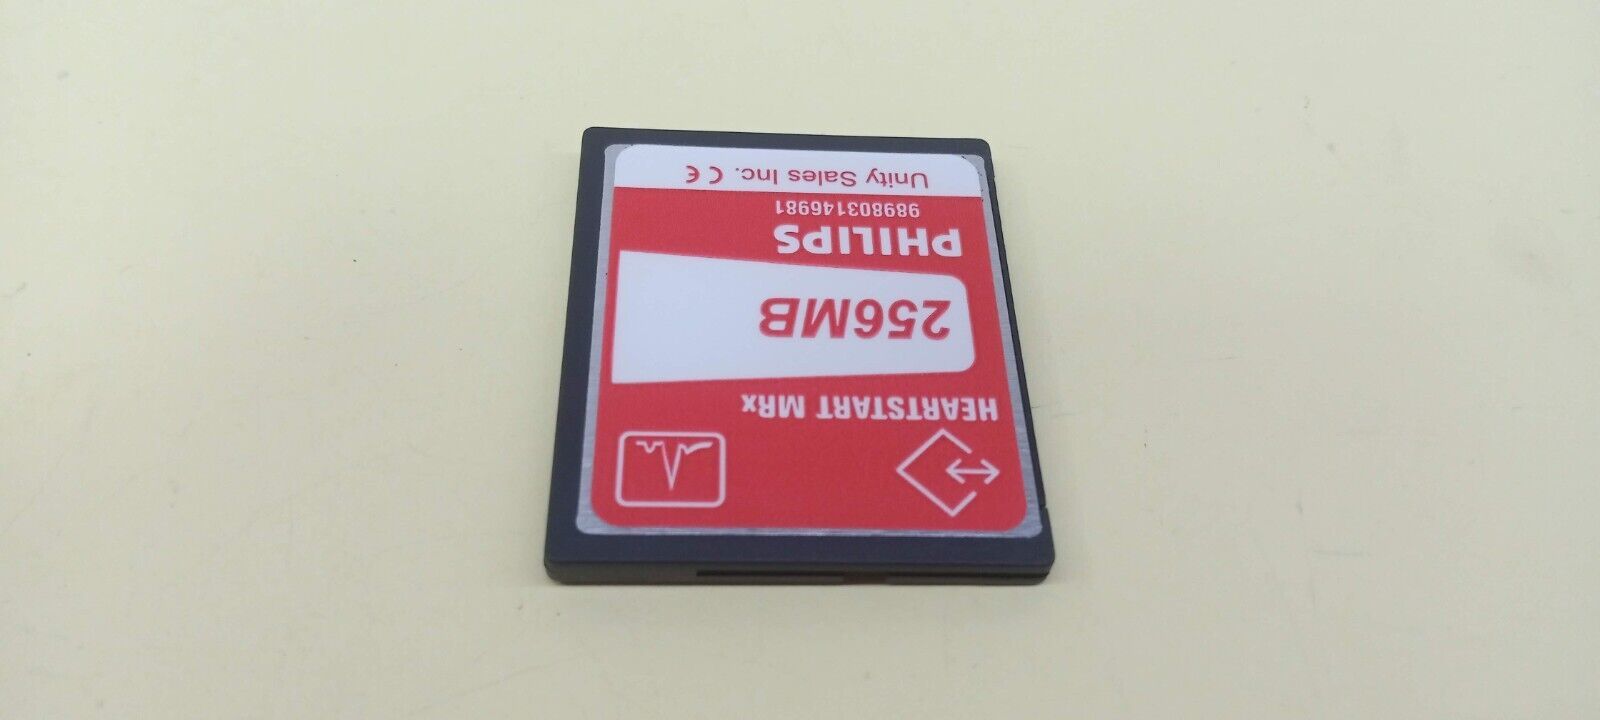 HEARTSTART MRx
256MB
PHILIPS
989803146981
Unity Sales Inc. CE